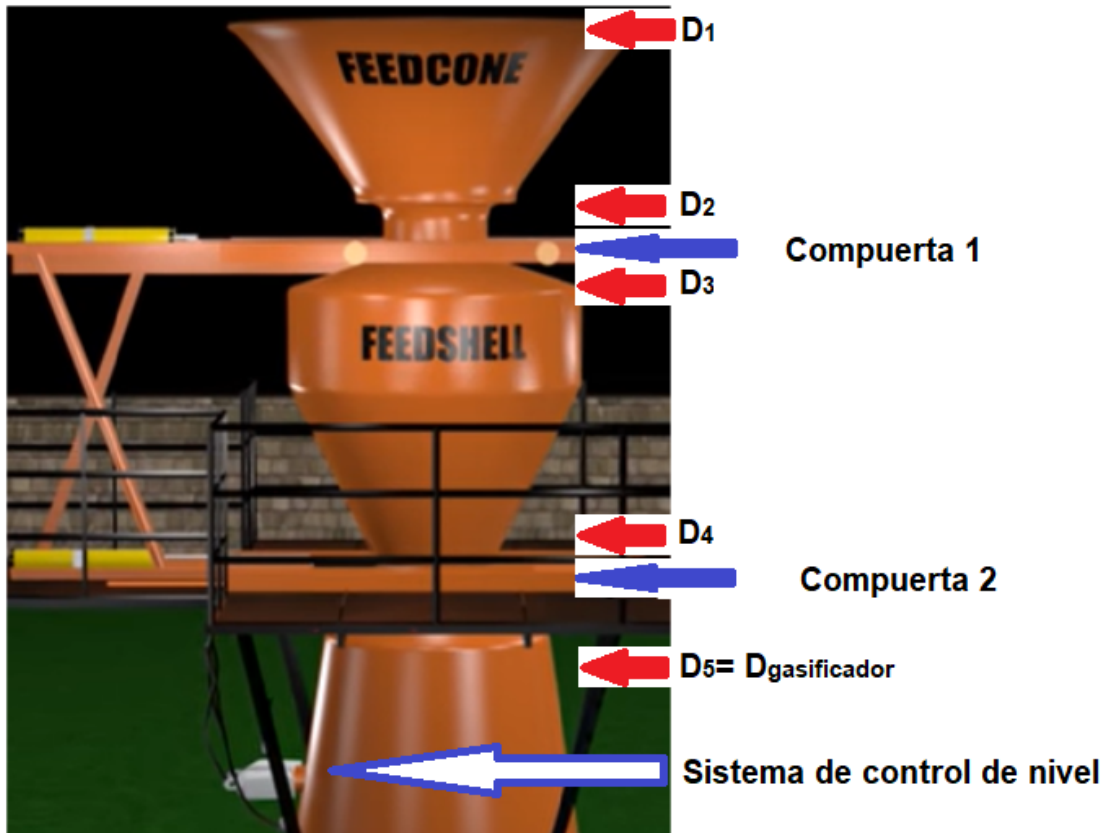 D1
FEEDCONE
D2
Compuerta 1
D3
FEEDSHELL
D4
Compuerta 2
D5= Dgasificador
Sistema de control de nivel